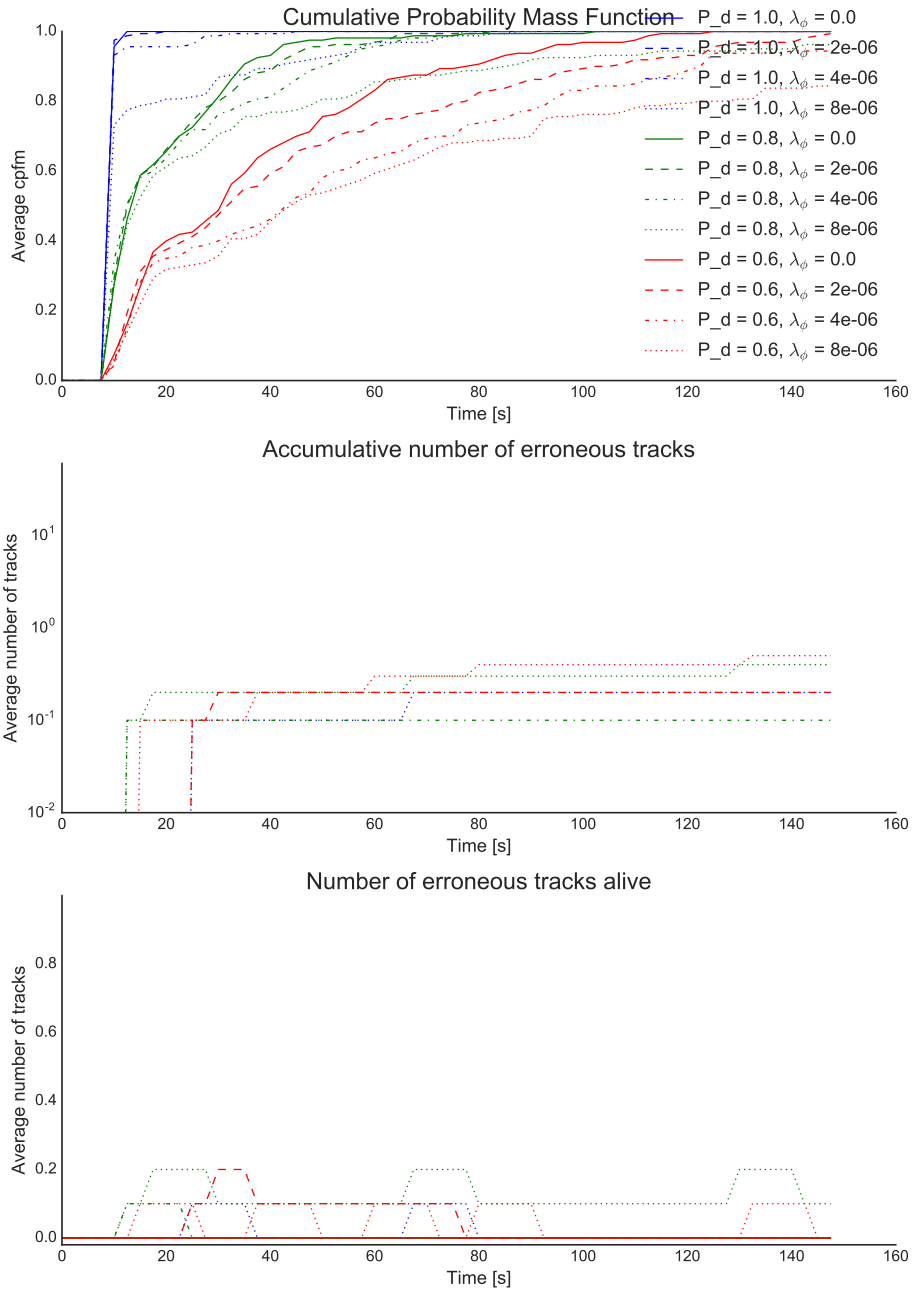 Cumulative Probability Mass Function
1.0
0.8
0.6
0.4
0.2
0.0
Average cpfm
P_d = 1.0, λ_ϕ = 0.0
P_d = 1.0, λ_ϕ = 2e-06
P_d = 1.0, λ_ϕ = 4e-06
P_d = 1.0, λ_ϕ = 8e-06
P_d = 0.8, λ_ϕ = 0.0
P_d = 0.8, λ_ϕ = 2e-06
P_d = 0.8, λ_ϕ = 4e-06
P_d = 0.8, λ_ϕ = 8e-06
P_d = 0.6, λ_ϕ = 0.0
P_d = 0.6, λ_ϕ = 2e-06
P_d = 0.6, λ_ϕ = 4e-06
P_d = 0.6, λ_ϕ = 8e-06
0 20 40 60 80 100 120 140 160
Time [s]
Accumulative number of erroneous tracks
10^1
10^0
10^-1
10^-2
Average number of tracks
0 20 40 60 80 100 120 140 160
Time [s]
Number of erroneous tracks alive
0.8
0.6
0.4
0.2
0.0
Average number of tracks
0 20 40 60 80 100 120 140 160
Time [s]